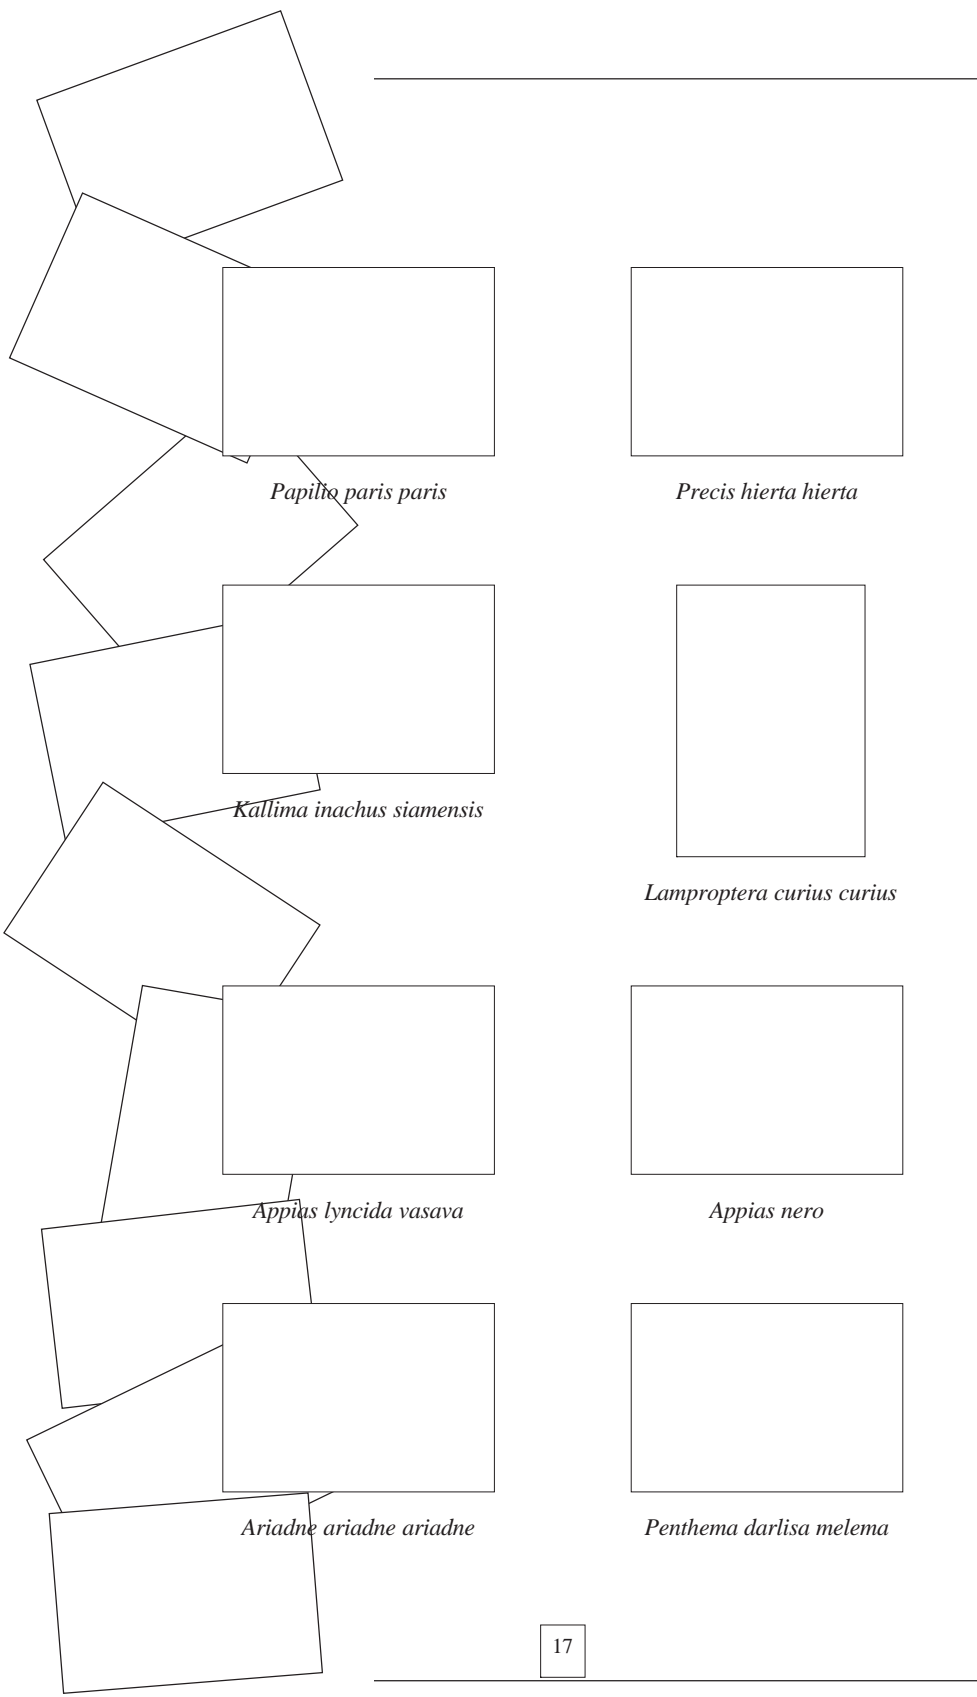 Papilio paris paris
Precis hierta hierta
Kallima inachus siamensis
Lamproptera curius curius
Appias lyncida vasava
Appias nero
Ariadne ariadne ariadne
Penthema darlisa melema
17